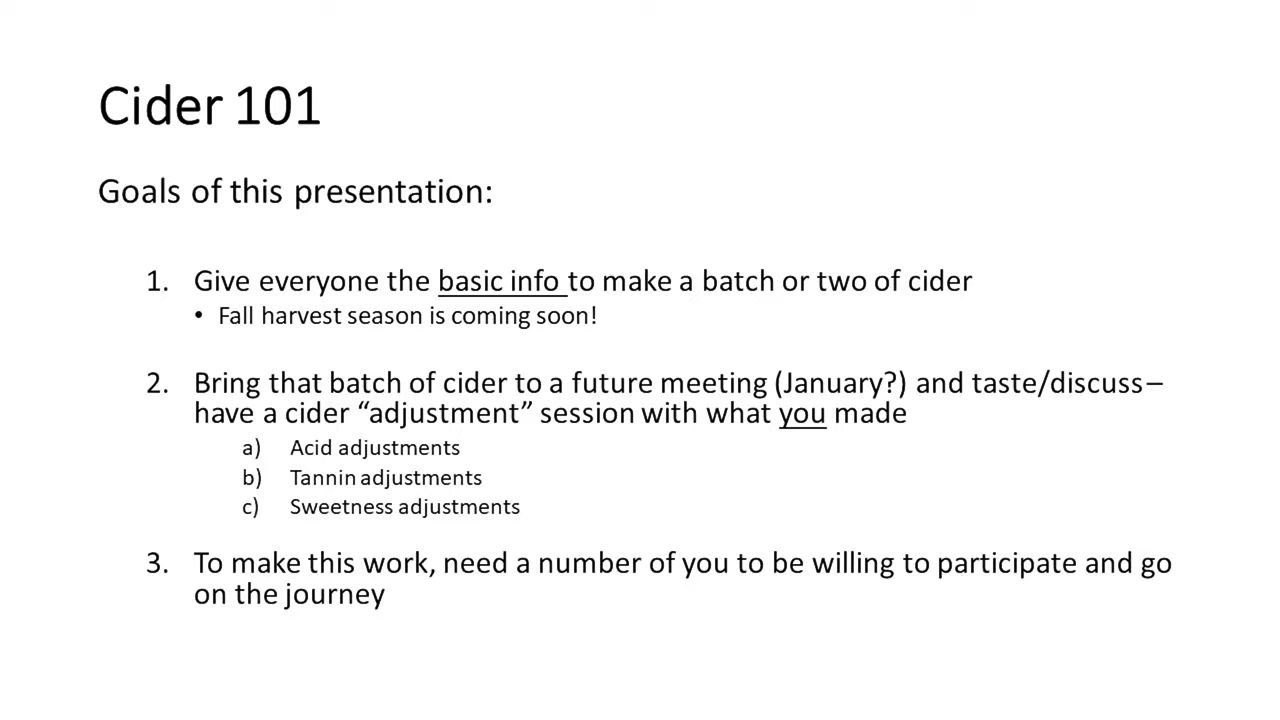 Cider 101
Goals of this presentation:
1. Give everyone the basic info to make a batch or two of cider
• Fall harvest season is coming soon!
2. Bring that batch of cider to a future meeting (January?) and taste/discuss –
have a cider “adjustment” session with what you made
a) Acid adjustments
b) Tannin adjustments
c) Sweetness adjustments
3. To make this work, need a number of you to be willing to participate and go
on the journey